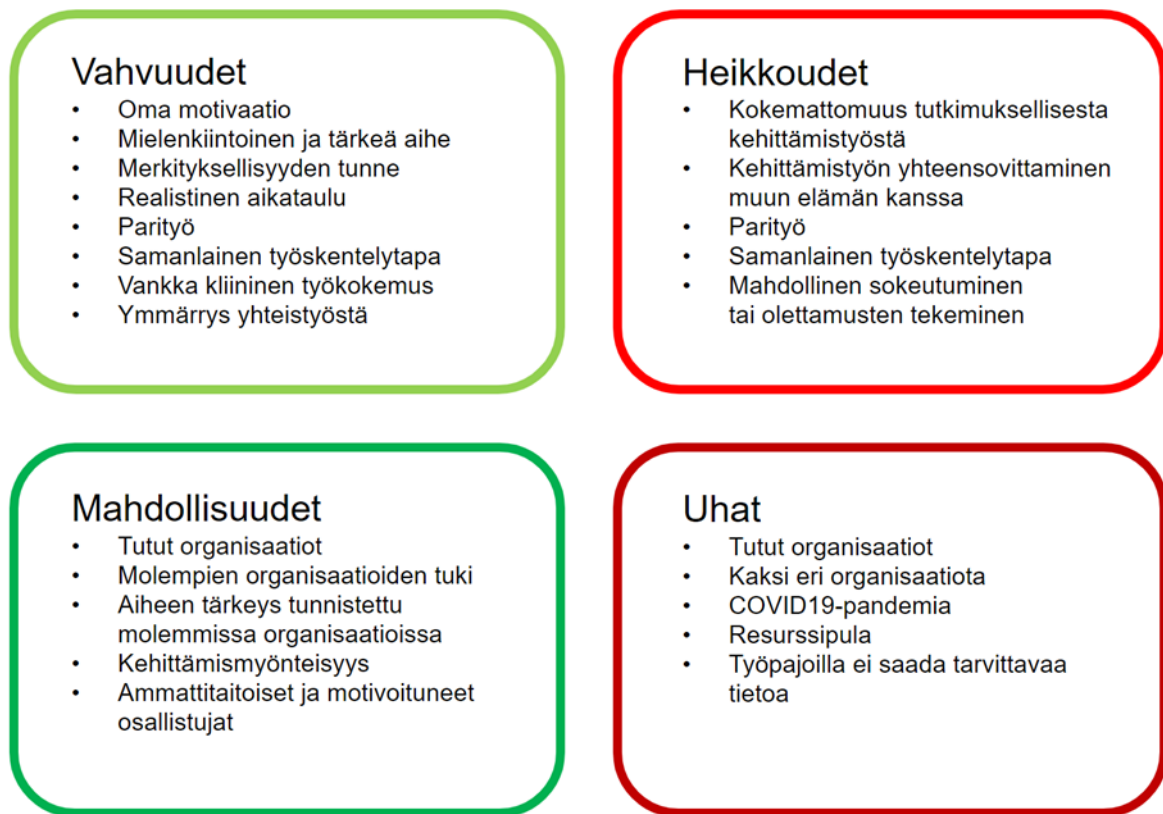 Vahvuudet
• Oma motivaatio
• Mielenkiintoinen ja tärkeä aihe
• Merkityksellisyyden tunne
• Realistinen aikataulu
• Parityö
• Samanlainen työskentelytapa
• Vankka kliininen työkokemus
• Ymmärrys yhteistyöstä
Heikkoudet
• Kokemattomuus tutkimuksellisesta
kehittämistyöstä
• Kehittämistyön yhteensovittaminen
muun elämän kanssa
• Parityö
• Samanlainen työskentelytapa
• Mahdollinen sokeutuminen
tai olettamusten tekeminen
Mahdollisuudet
• Tutut organisaatiot
• Molempien organisaatioiden tuki
• Aiheen tärkeys tunnistettu
molemmissa organisaatioissa
• Kehittämismyönteisyys
• Ammattitaitoiset ja motivoituneet
osallistujat
Uhat
• Tutut organisaatiot
• Kaksi eri organisaatiota
• COVID19-pandemia
• Resurssipula
• Työpajoilla ei saada tarvittavaa
tietoa